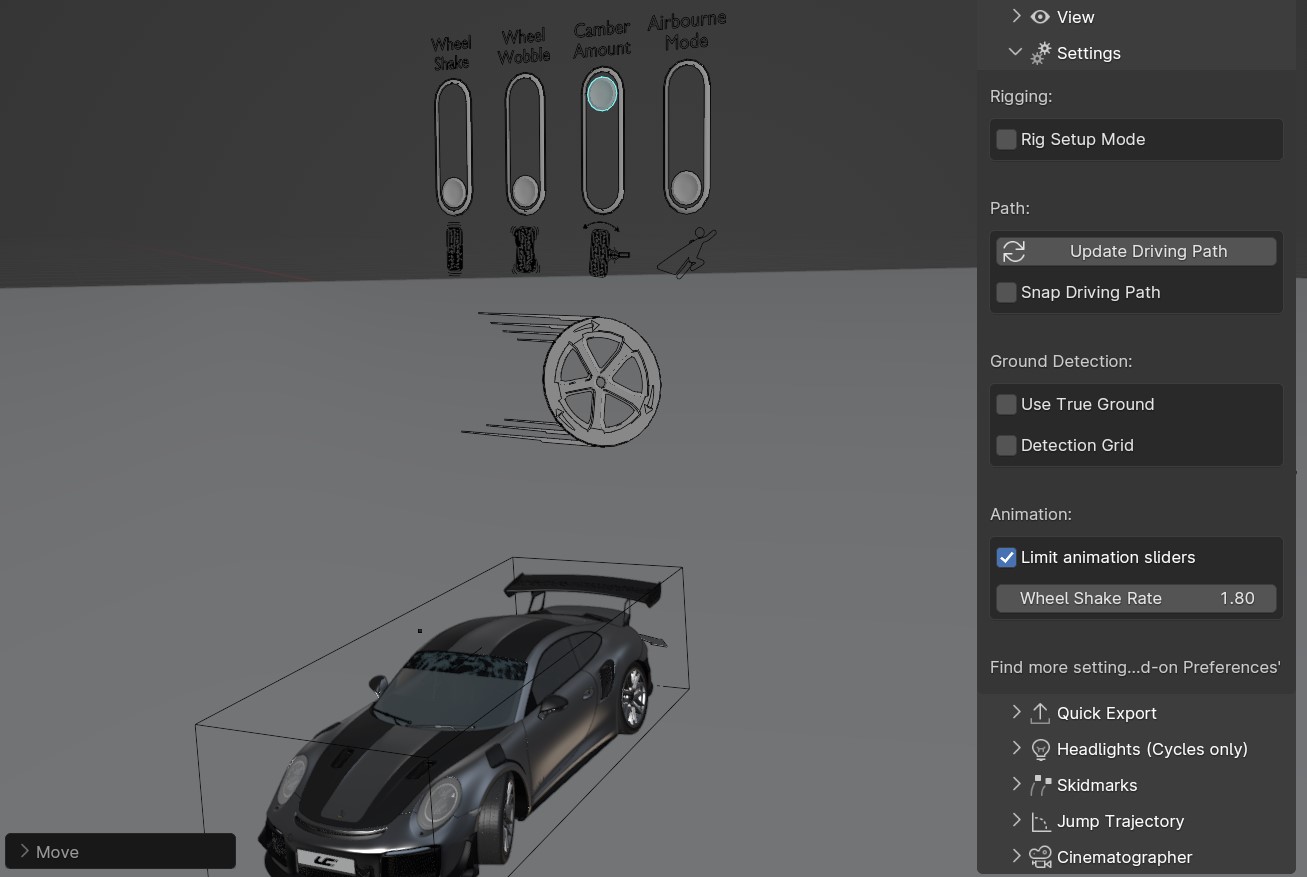 Wheel
Shake
Wheel
Wobble
Camber
Amount
Airbourne
Mode
View
Settings
Rigging:
Rig Setup Mode
Path:
Update Driving Path
Snap Driving Path
Ground Detection:
Use True Ground
Detection Grid
Animation:
Limit animation sliders
Wheel Shake Rate 1.80
Find more setting...d-on Preferences'
Quick Export
Headlights (Cycles only)
Skidmarks
Jump Trajectory
Cinematographer
Move